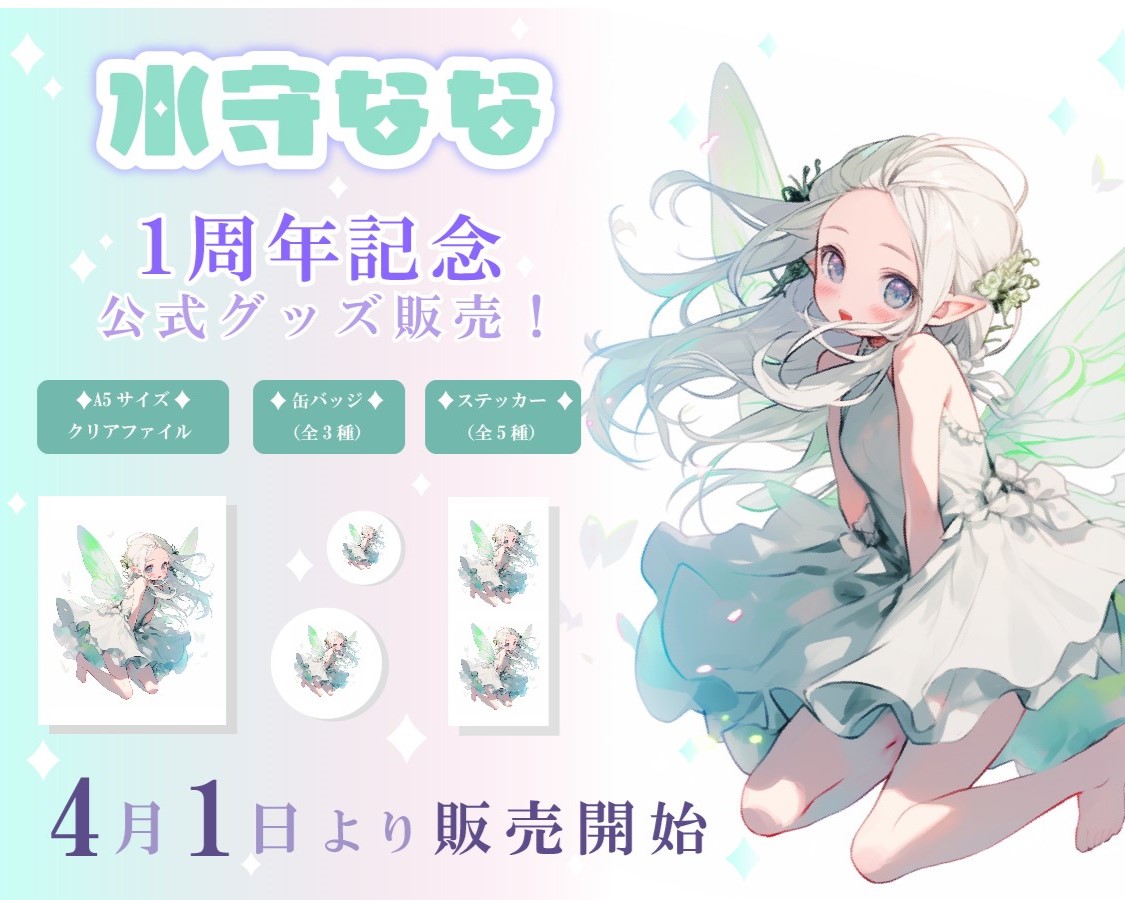 水守なな
1周年記念
公式グッズ販売！
✦A5サイズ✦
クリアファイル
✦缶バッジ✦
（全3種）
✦ステッカー✦
（全5種）
4月1日より販売開始